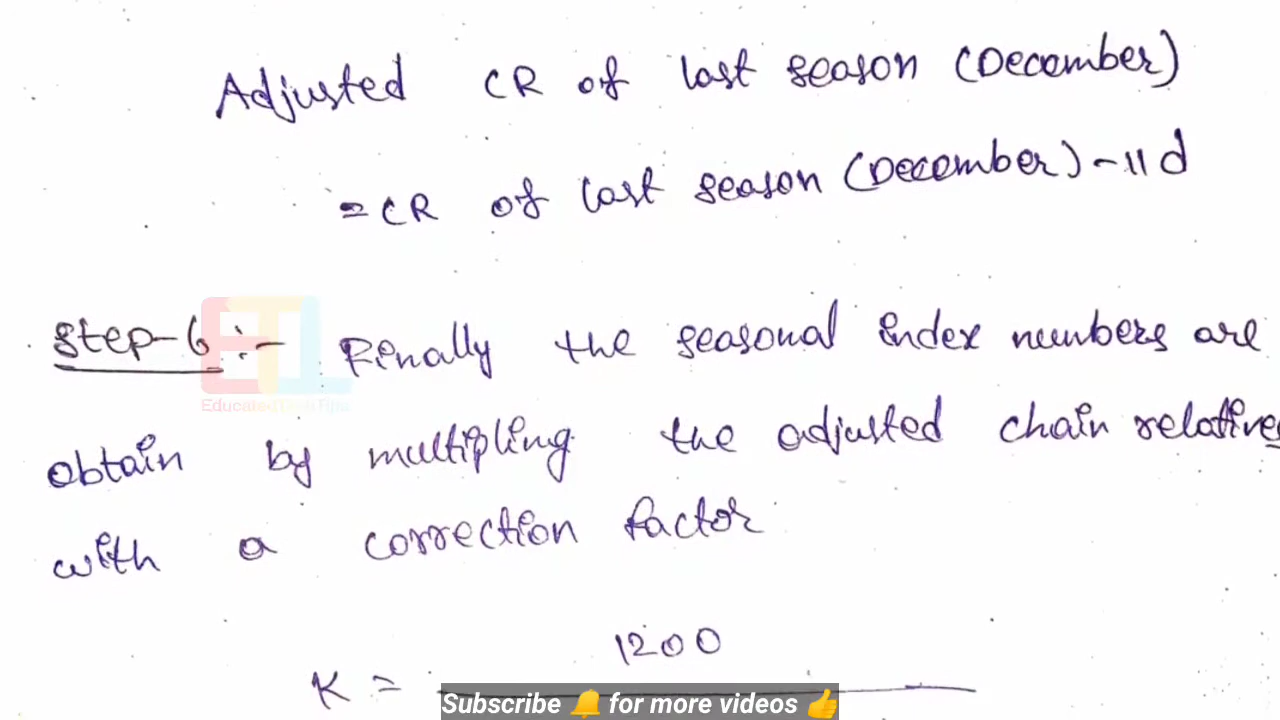 Adjusted CR of last season (December)
= CR of last season (December) - 11d
Step-6 :- Finally the seasonal index numbers are
obtain by multipling the adjusted chain relatives
with a correction factor
1200
K =
Subscribe 🔔 for more videos 👍